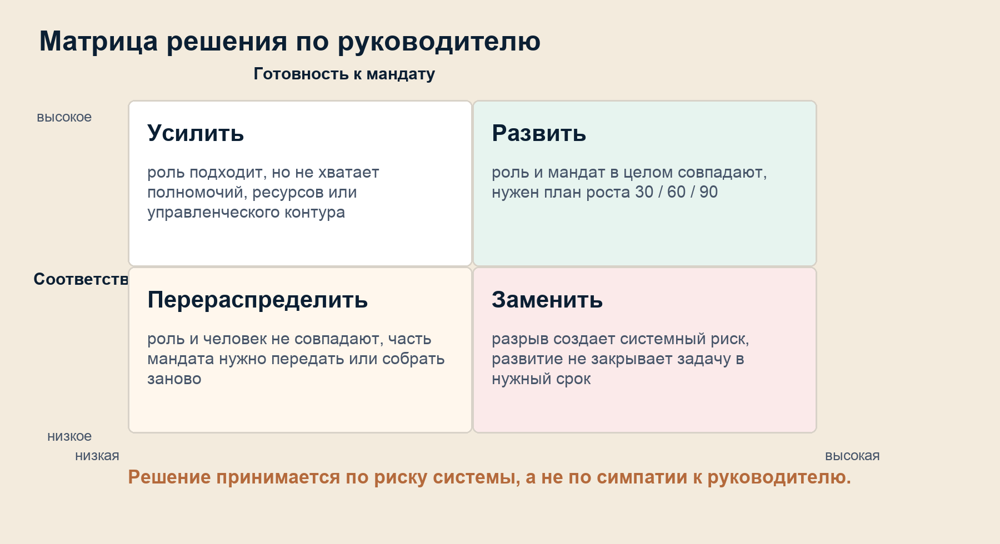 Матрица решения по руководителю
Готовность к мандату
высокое
Усилить
роль подходит, но не хватает
полномочий, ресурсов или
управленческого контура
Развить
роль и мандат в целом совпадают,
нужен план роста 30 / 60 / 90
Соответств
Перераспределить
роль и человек не совпадают, часть
мандата нужно передать или собрать
заново
Заменить
разрыв создает системный риск,
развитие не закрывает задачу в
нужный срок
низкое
низкая
высокая
Решение принимается по риску системы, а не по симпатии к руководителю.